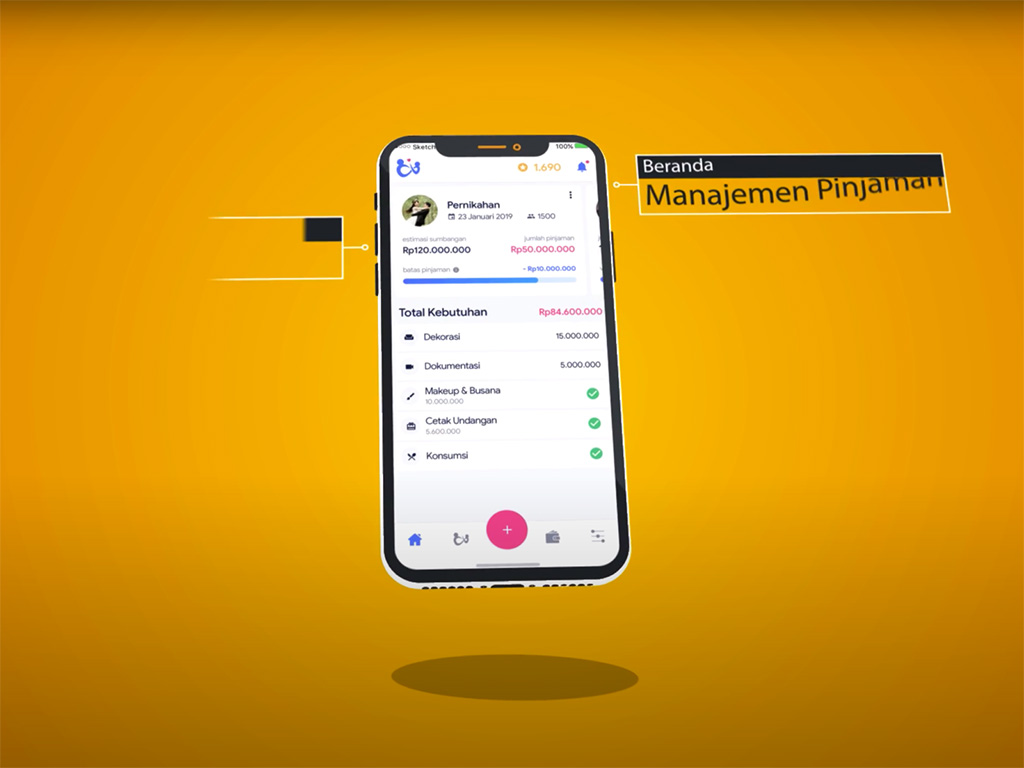 Sketch
100%
1.690
Pernikahan
23 Januari 2019
1500
estimasi sumbangan
jumlah pinjaman
Rp120.000.000
Rp50.000.000
batas pinjaman
- Rp10.000.000
Total Kebutuhan
Rp84.600.000
Dekorasi
15.000.000
Dokumentasi
5.000.000
Makeup & Busana
10.000.000
Cetak Undangan
5.600.000
Konsumsi
Beranda
Manajemen Pinjaman